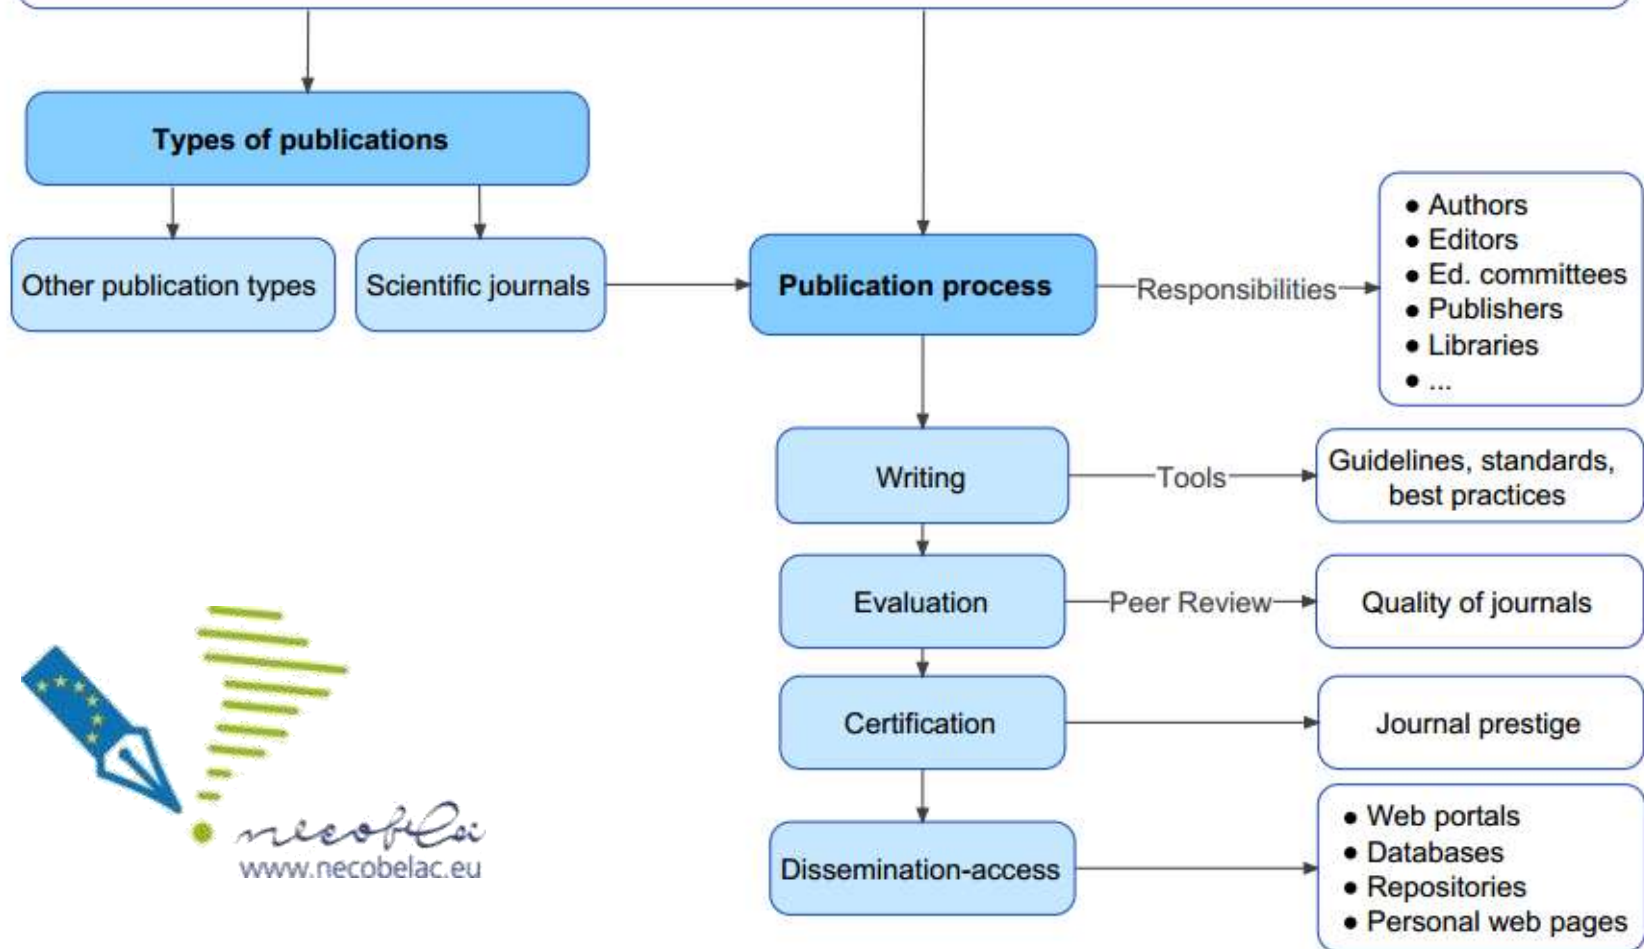 Types of publications
Other publication types
Scientific journals
Publication process
Responsibilities
● Authors
● Editors
● Ed. committees
● Publishers
● Libraries
● ...
Writing
Tools
Guidelines, standards,
best practices
Evaluation
Peer Review
Quality of journals
Certification
Journal prestige
Dissemination-access
● Web portals
● Databases
● Repositories
● Personal web pages
necobelac
www.necobelac.eu